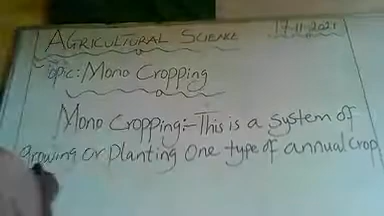 AGRICULTURAL SCIENCE 17-11-2021
Topic: Mono Cropping
Mono Cropping:- This is a system of
growing or planting one type of annual crop